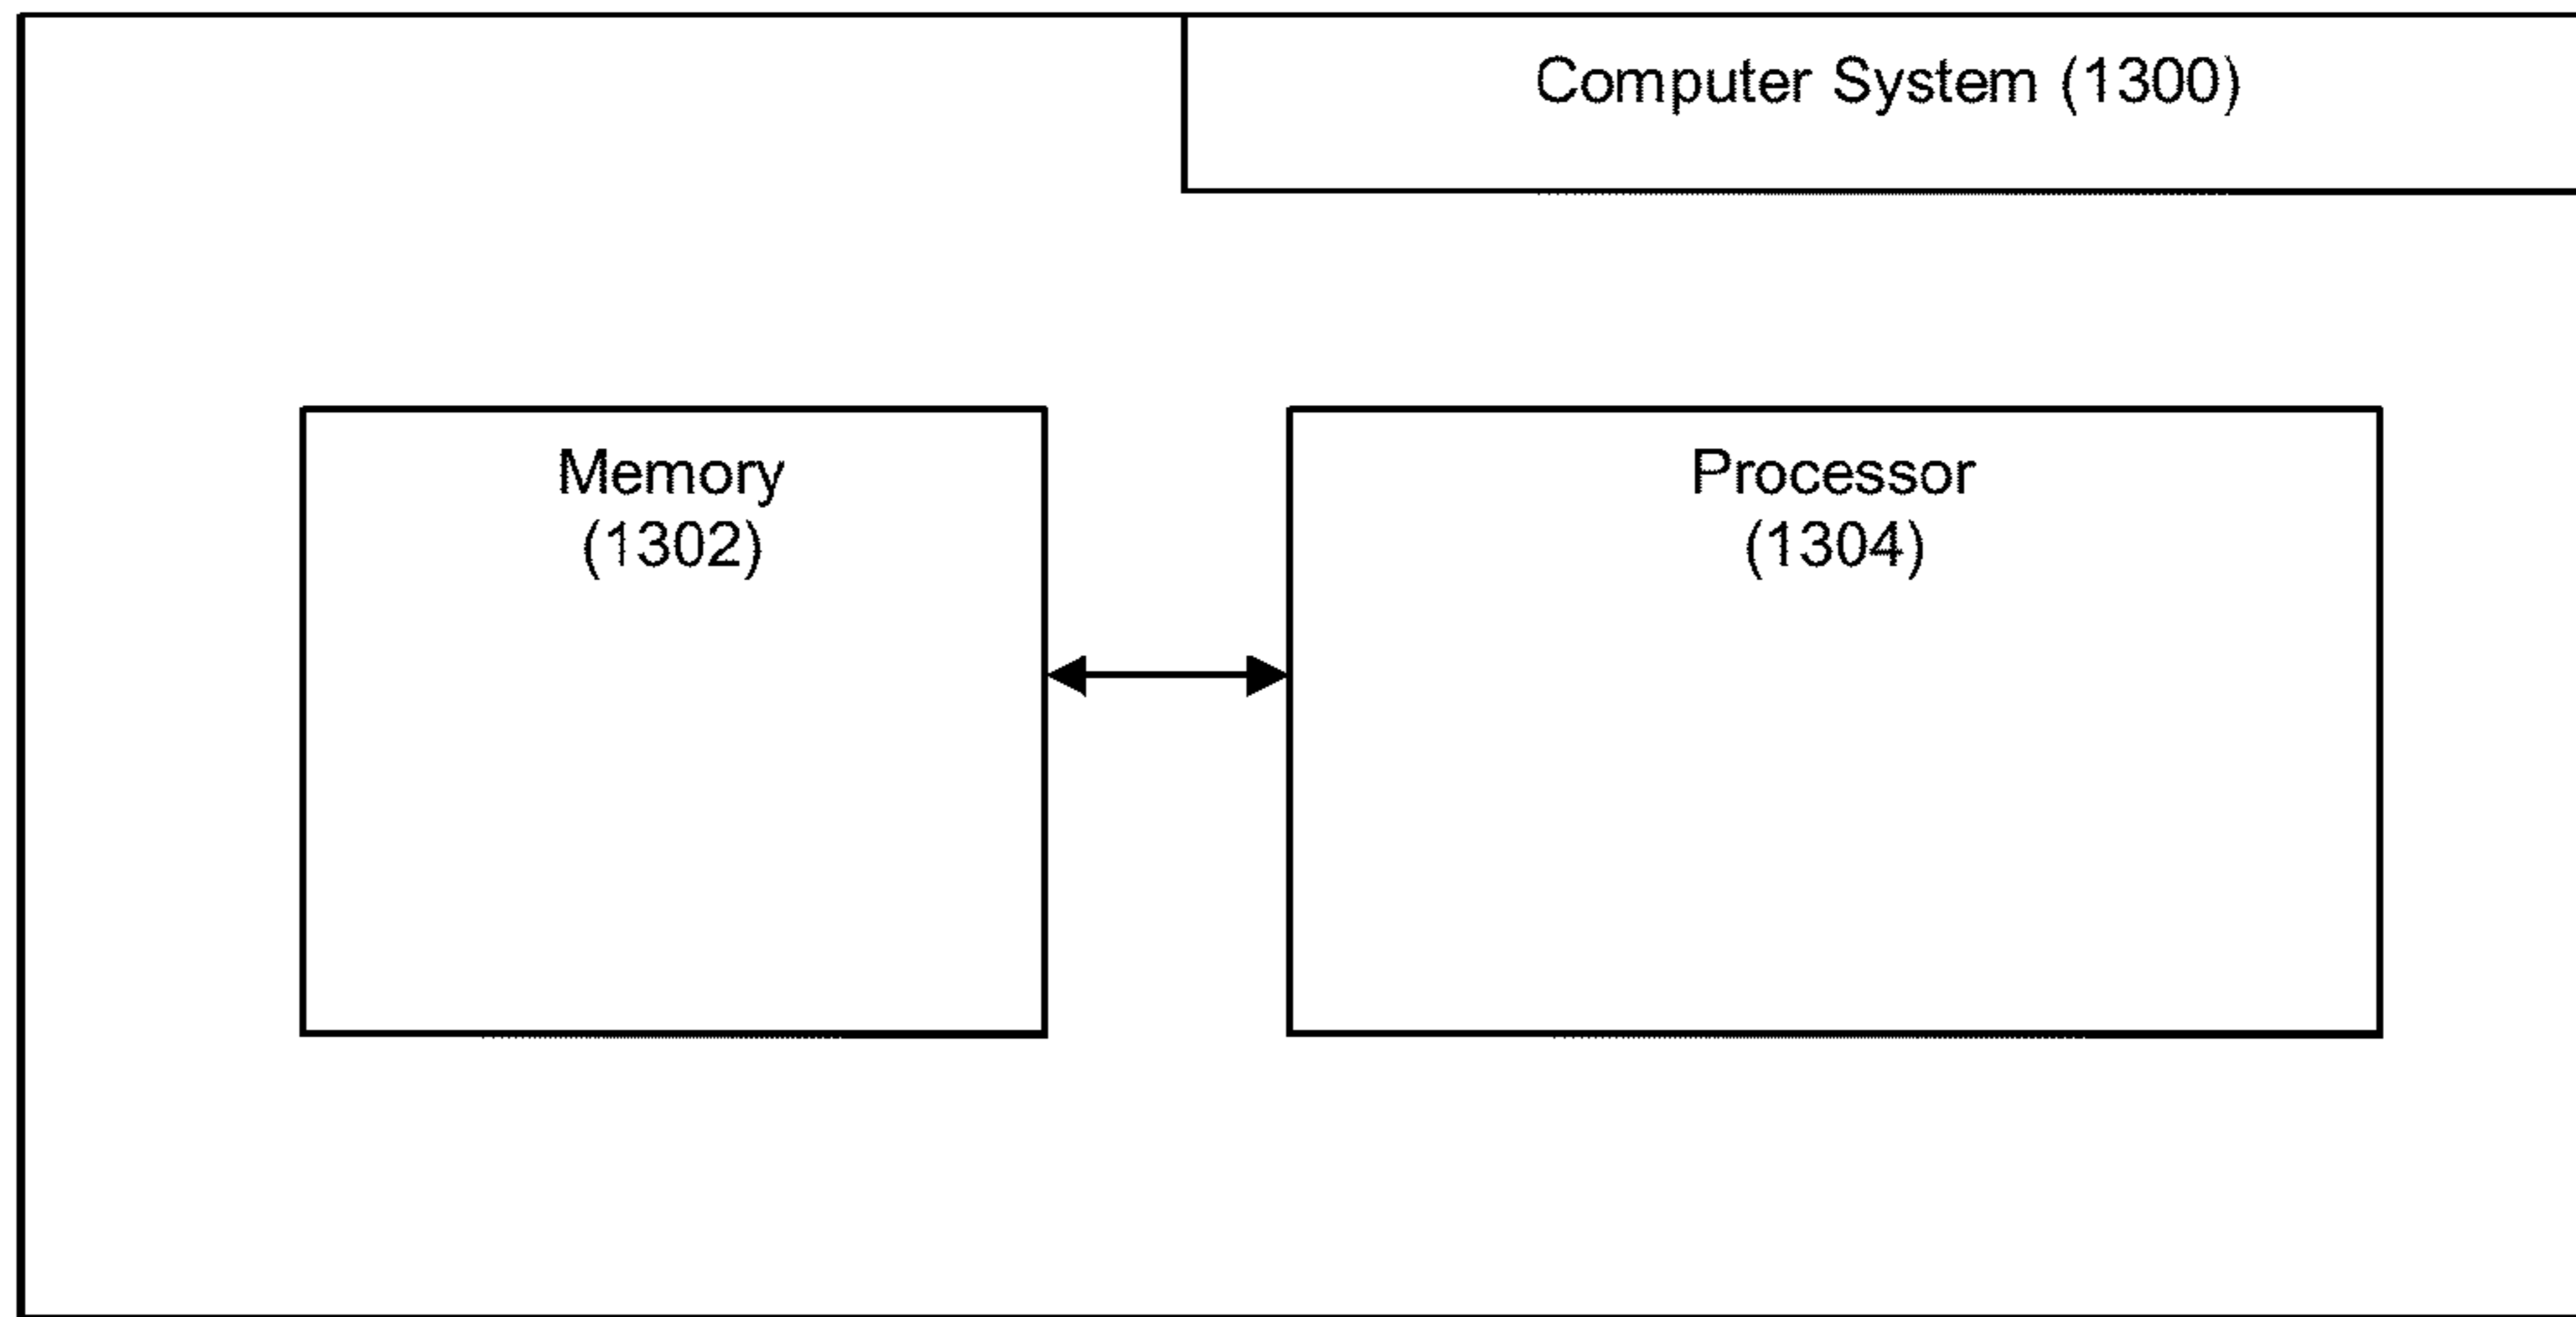 Computer System (1300)
Memory
(1302)
Processor
(1304)